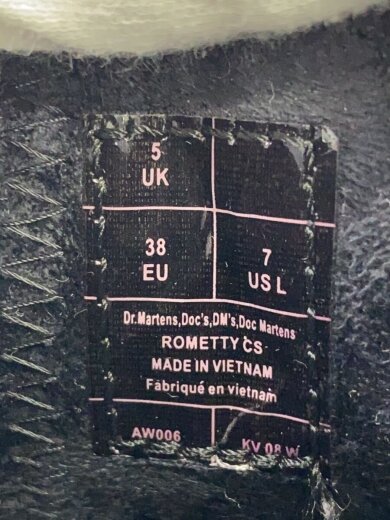 5
UK
38
EU
7
US L
Dr.Martens,Doc's,DM's,Doc Martens
ROMETTY CS
MADE IN VIETNAM
Fabriqué en vietnam
AW006
KV 08 W